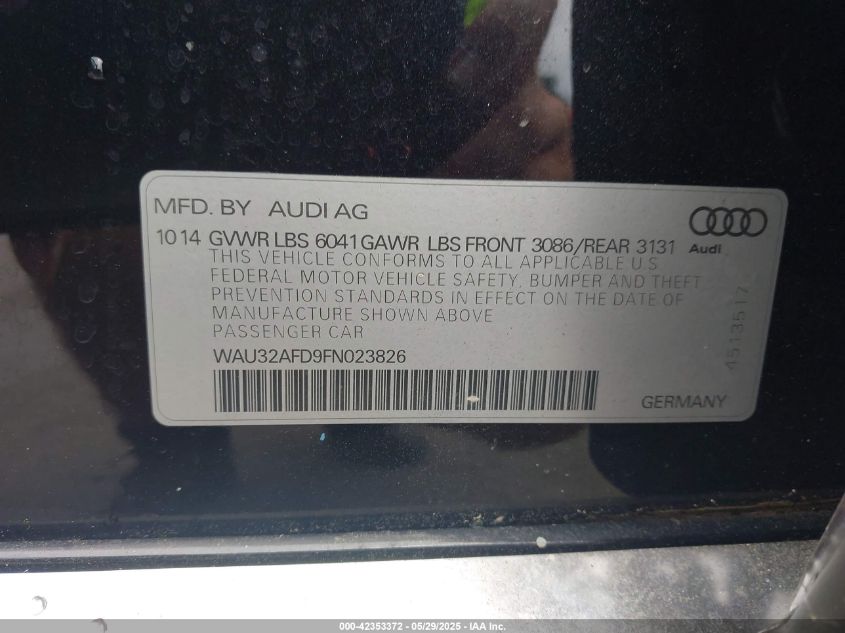 MFD. BY AUDI AG
1014 GVWR LBS 6041 GAWR LBS FRONT 3086/REAR 3131
Audi
THIS VEHICLE CONFORMS TO ALL APPLICABLE U S
FEDERAL MOTOR VEHICLE SAFETY, BUMPER AND THEFT
PREVENTION STANDARDS IN EFFECT ON THE DATE OF
MANUFACTURE SHOWN ABOVE
PASSENGER CAR
4513517
WAU32AFD9FN023826
GERMANY
000-42353372 - 05/29/2025 - IAA Inc.